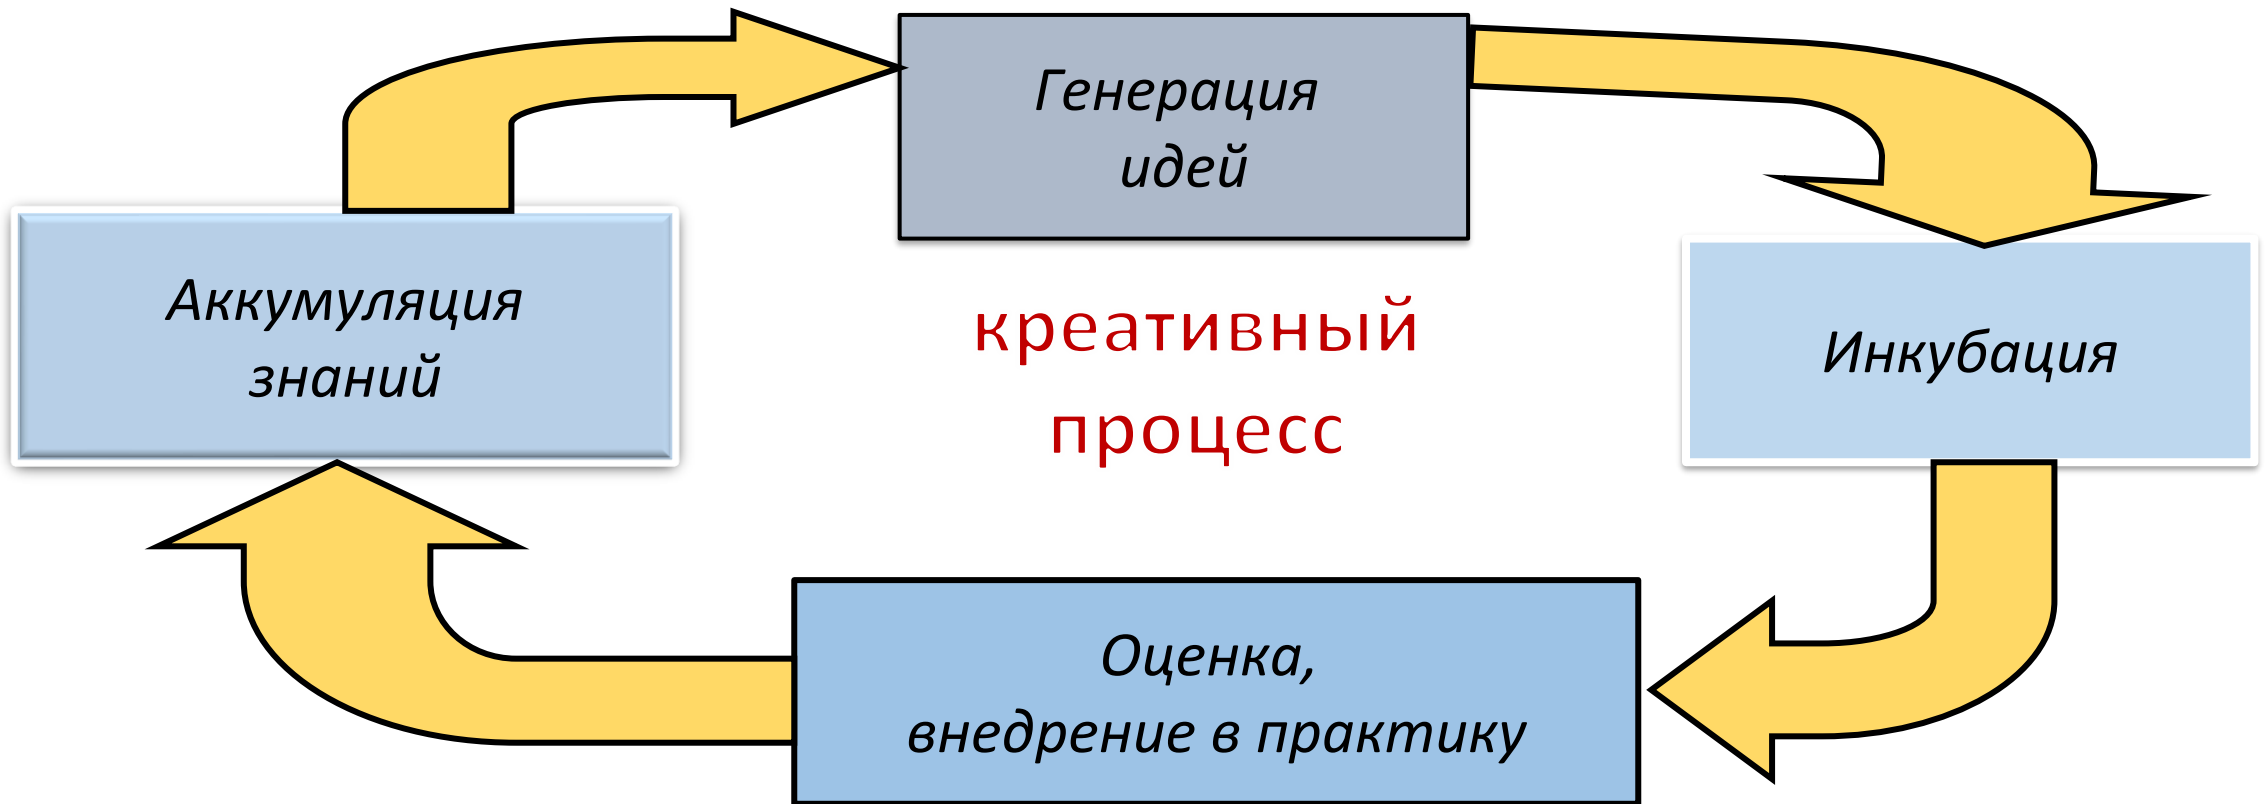 Генерация
идей
Аккумуляция
знаний
креативный
процесс
Инкубация
Оценка,
внедрение в практику